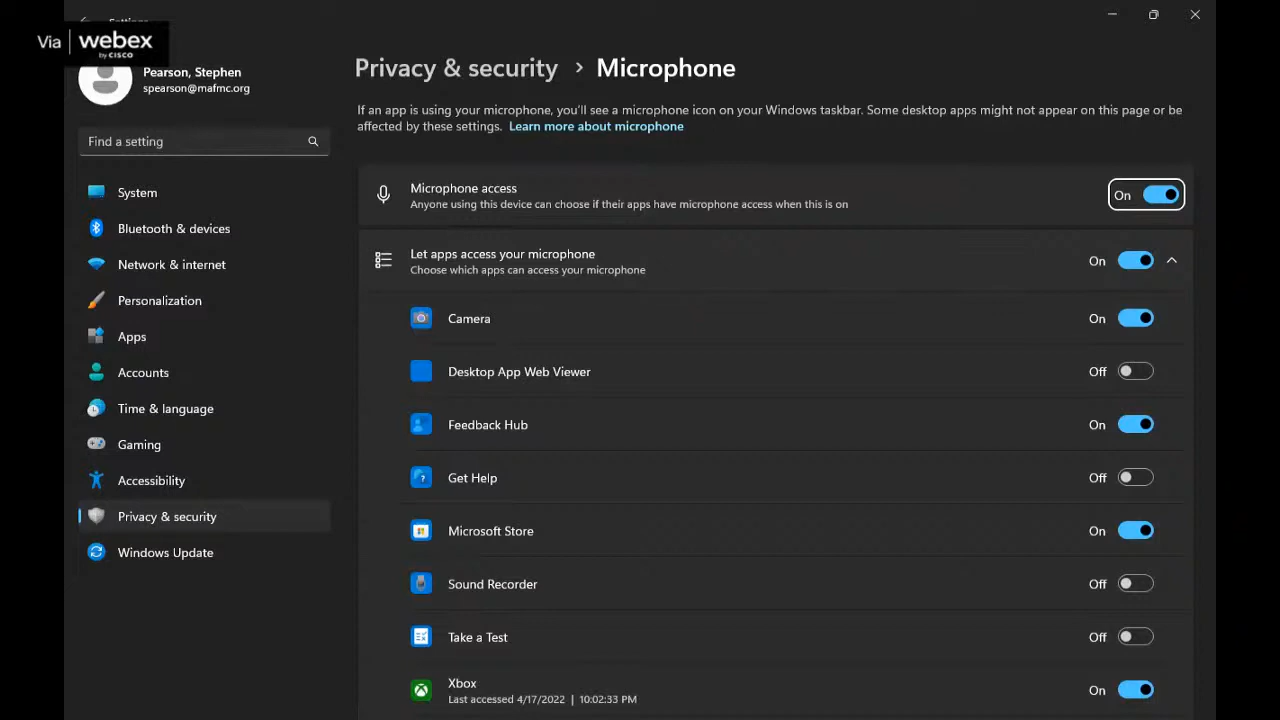 Settings
Via webex
by CISCO
Pearson, Stephen
spearson@mafmc.org
Find a setting
System
Bluetooth & devices
Network & internet
Personalization
Apps
Accounts
Time & language
Gaming
Accessibility
Privacy & security
Windows Update
Privacy & security > Microphone
If an app is using your microphone, you'll see a microphone icon on your Windows taskbar. Some desktop apps might not appear on this page or be
affected by these settings. Learn more about microphone
Microphone access
Anyone using this device can choose if their apps have microphone access when this is on
On
Let apps access your microphone
Choose which apps can access your microphone
On
Camera
On
Desktop App Web Viewer
Off
Feedback Hub
On
Get Help
Off
Microsoft Store
On
Sound Recorder
Off
Take a Test
Off
Xbox
Last accessed 4/17/2022 | 10:02:33 PM
On